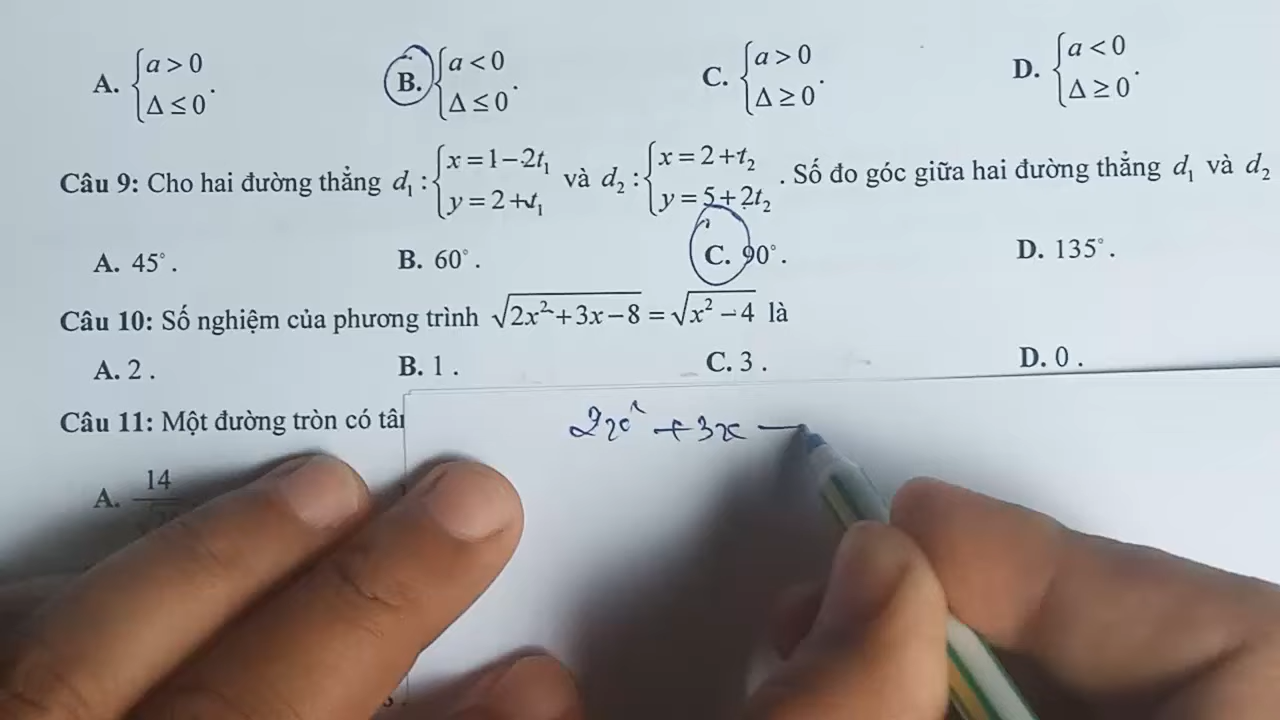 A. { a > 0 Δ ≤ 0 . B. { a < 0 Δ ≤ 0 . C. { a > 0 Δ ≥ 0 . D. { a < 0 Δ ≥ 0 .
Câu 9: Cho hai đường thẳng d₁ : { x = 1 − 2t₁ y = 2 + t₁ và d₂ : { x = 2 + t₂ y = 5 + 2t₂ . Số đo góc giữa hai đường thẳng d₁ và d₂
A. 45° . B. 60° . C. 90° . D. 135° .
Câu 10: Số nghiệm của phương trình √(2x² + 3x − 8) = √(x² − 4) là
A. 2 . B. 1 . C. 3 . D. 0 .
Câu 11: Một đường tròn có
2x² + 3x −
A. 14